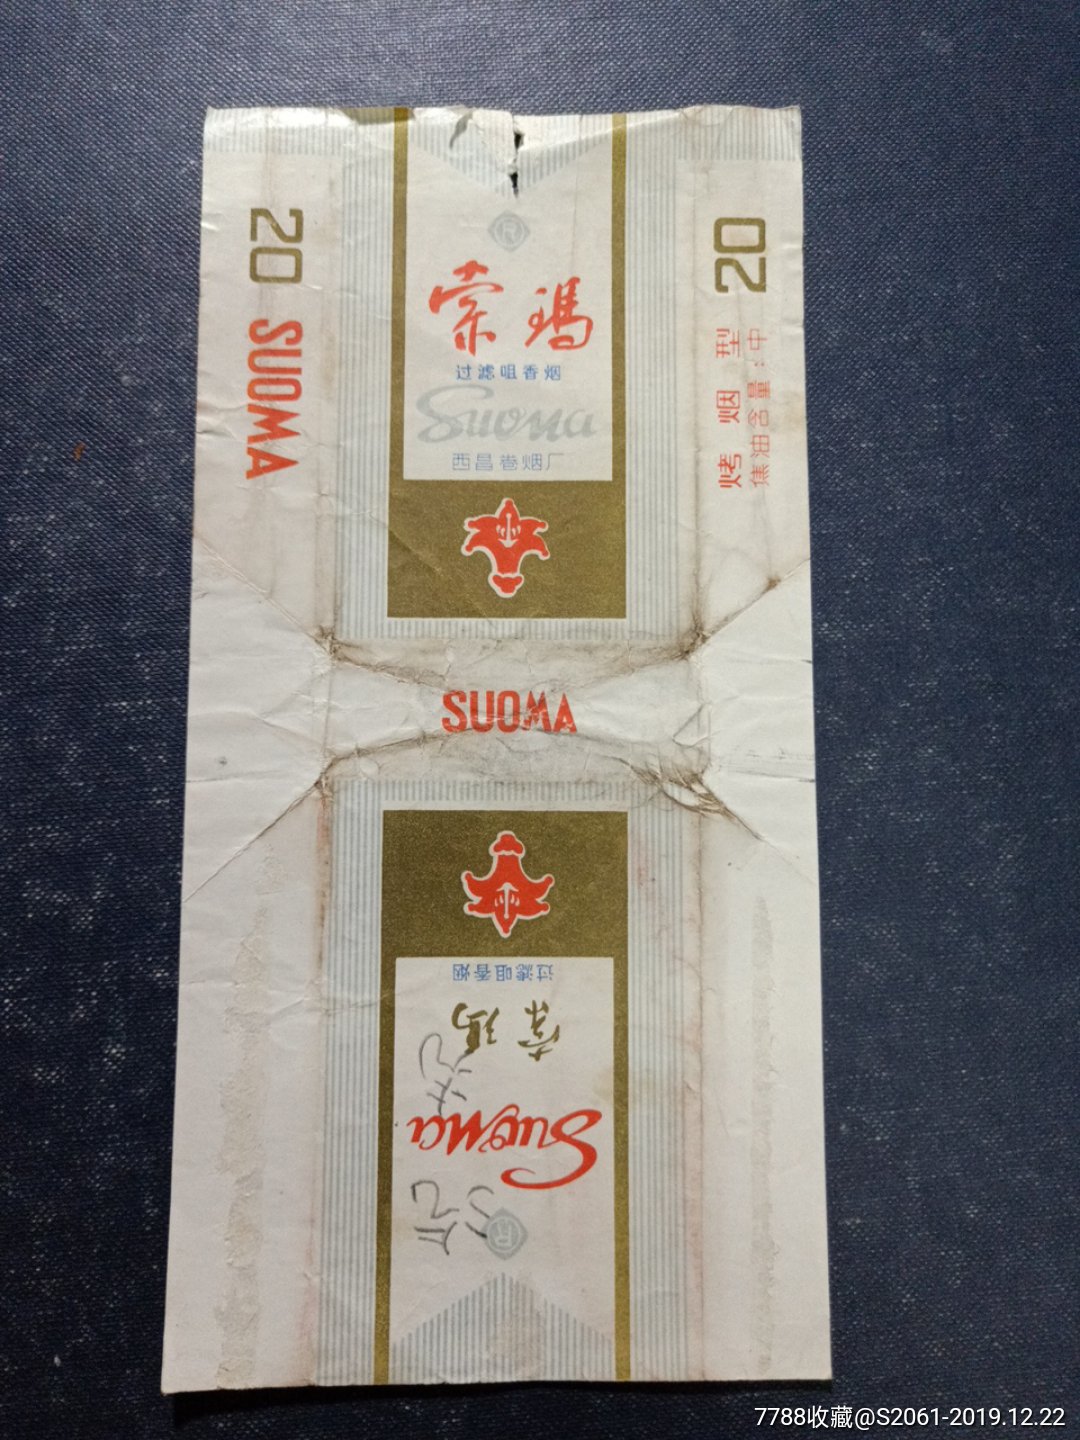 20 SUOMA
R
索玛
过滤咀香烟
Suoma
西昌卷烟厂
20
烤烟型
焦油含量:中
SUOMA
过滤咀香烟
索玛
Suoma
R
7788收藏@S2061-2019.12.22